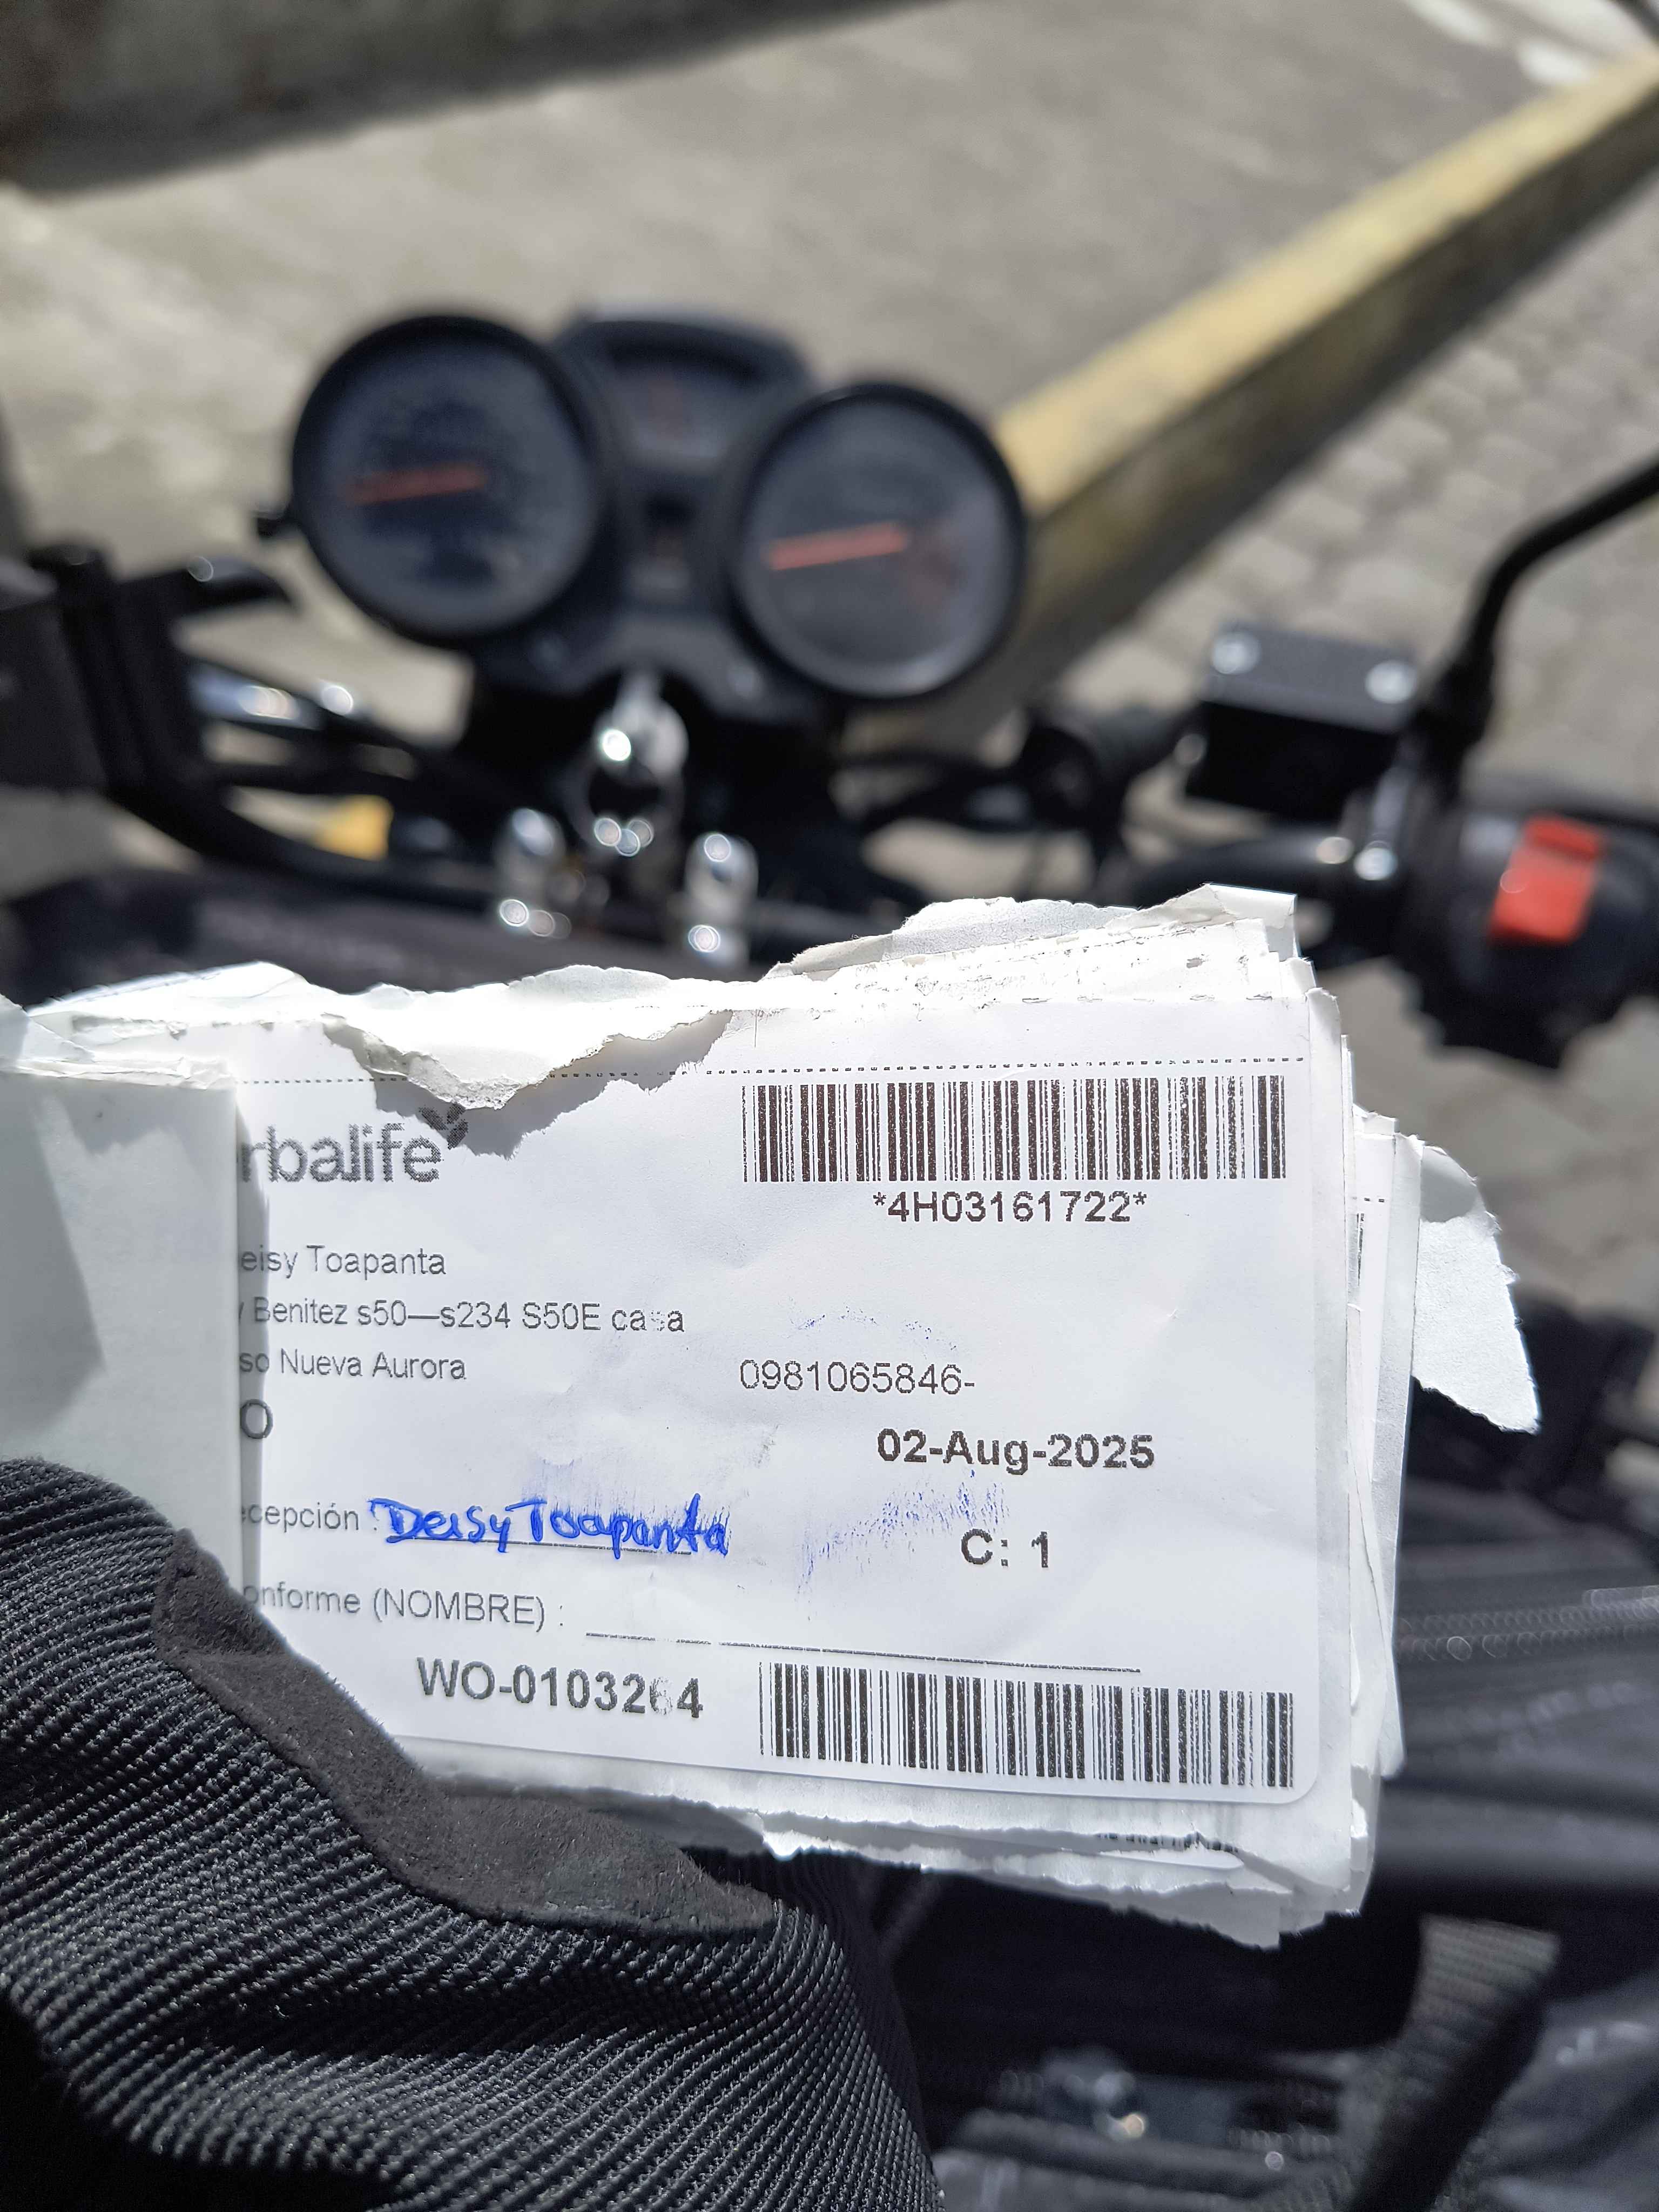 rbalife
*4H03161722*
eisy Toapanta
Benitez s50—s234 S50E casa
so Nueva Aurora
0981065846-
O
02-Aug-2025
ecepción : Deisy Toapanta
C: 1
onforme (NOMBRE) :
WO-0103264